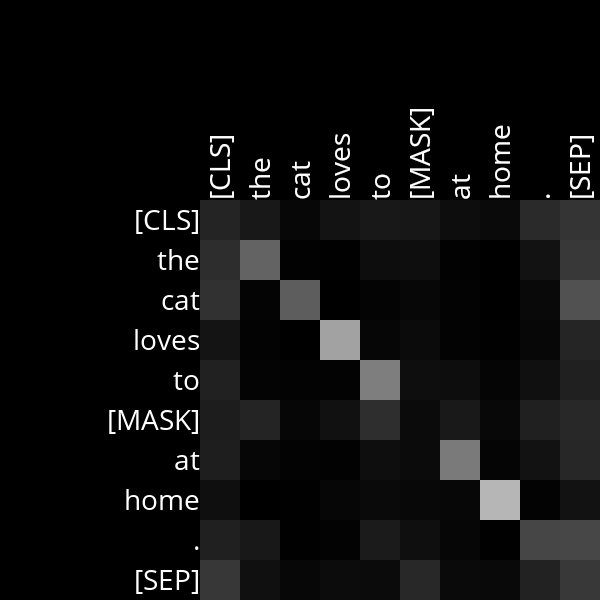 [CLS] the cat loves to [MASK] at home . [SEP]
[CLS]
the
cat
loves
to
[MASK]
at
home
.
[SEP]